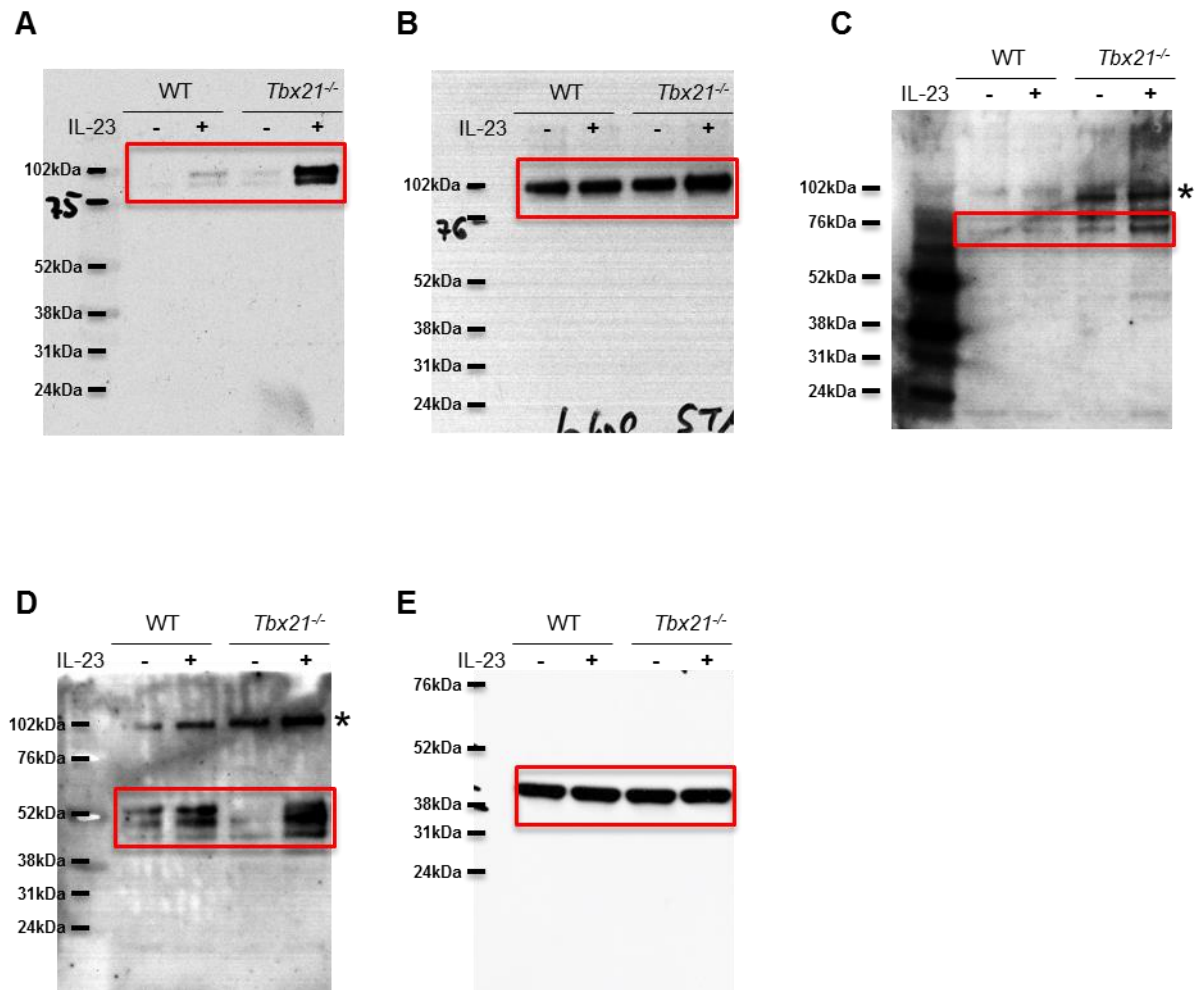 A
WT Tbx21-/-
IL-23 - + - +
102kDa
75
52kDa
38kDa
31kDa
24kDa
B
WT Tbx21-/-
IL-23 - + - +
102kDa
76
52kDa
38kDa
31kDa
24kDa
C
WT Tbx21-/-
IL-23 - + - +
102kDa *
76kDa
52kDa
38kDa
31kDa
24kDa
D
WT Tbx21-/-
IL-23 - + - +
102kDa *
76kDa
52kDa
38kDa
31kDa
24kDa
E
WT Tbx21-/-
IL-23 - + - +
76kDa
52kDa
38kDa
31kDa
24kDa